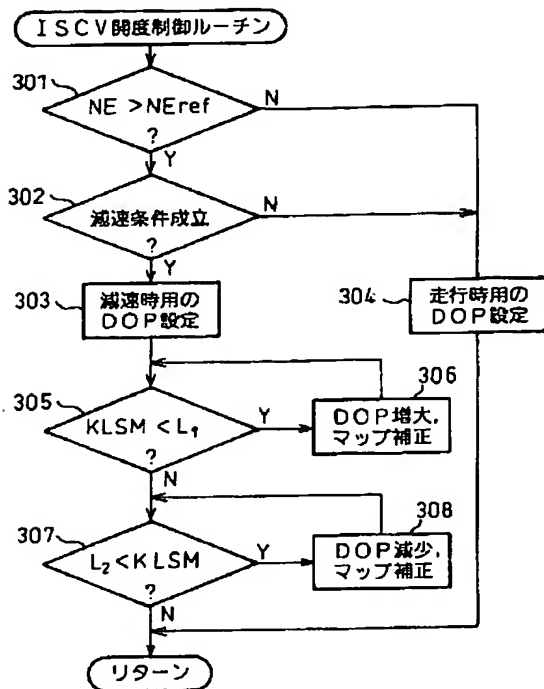 ISCV開度制御ルーチン
301
NE > NEref
?
N
Y
302
減速条件成立
?
N
Y
303
減速時用の
DOP設定
304
走行時用の
DOP設定
305
KLSM < L₁
?
Y
N
306
DOP増大,
マップ補正
307
L₂ < KLSM
?
Y
N
308
DOP減少,
マップ補正
リターン